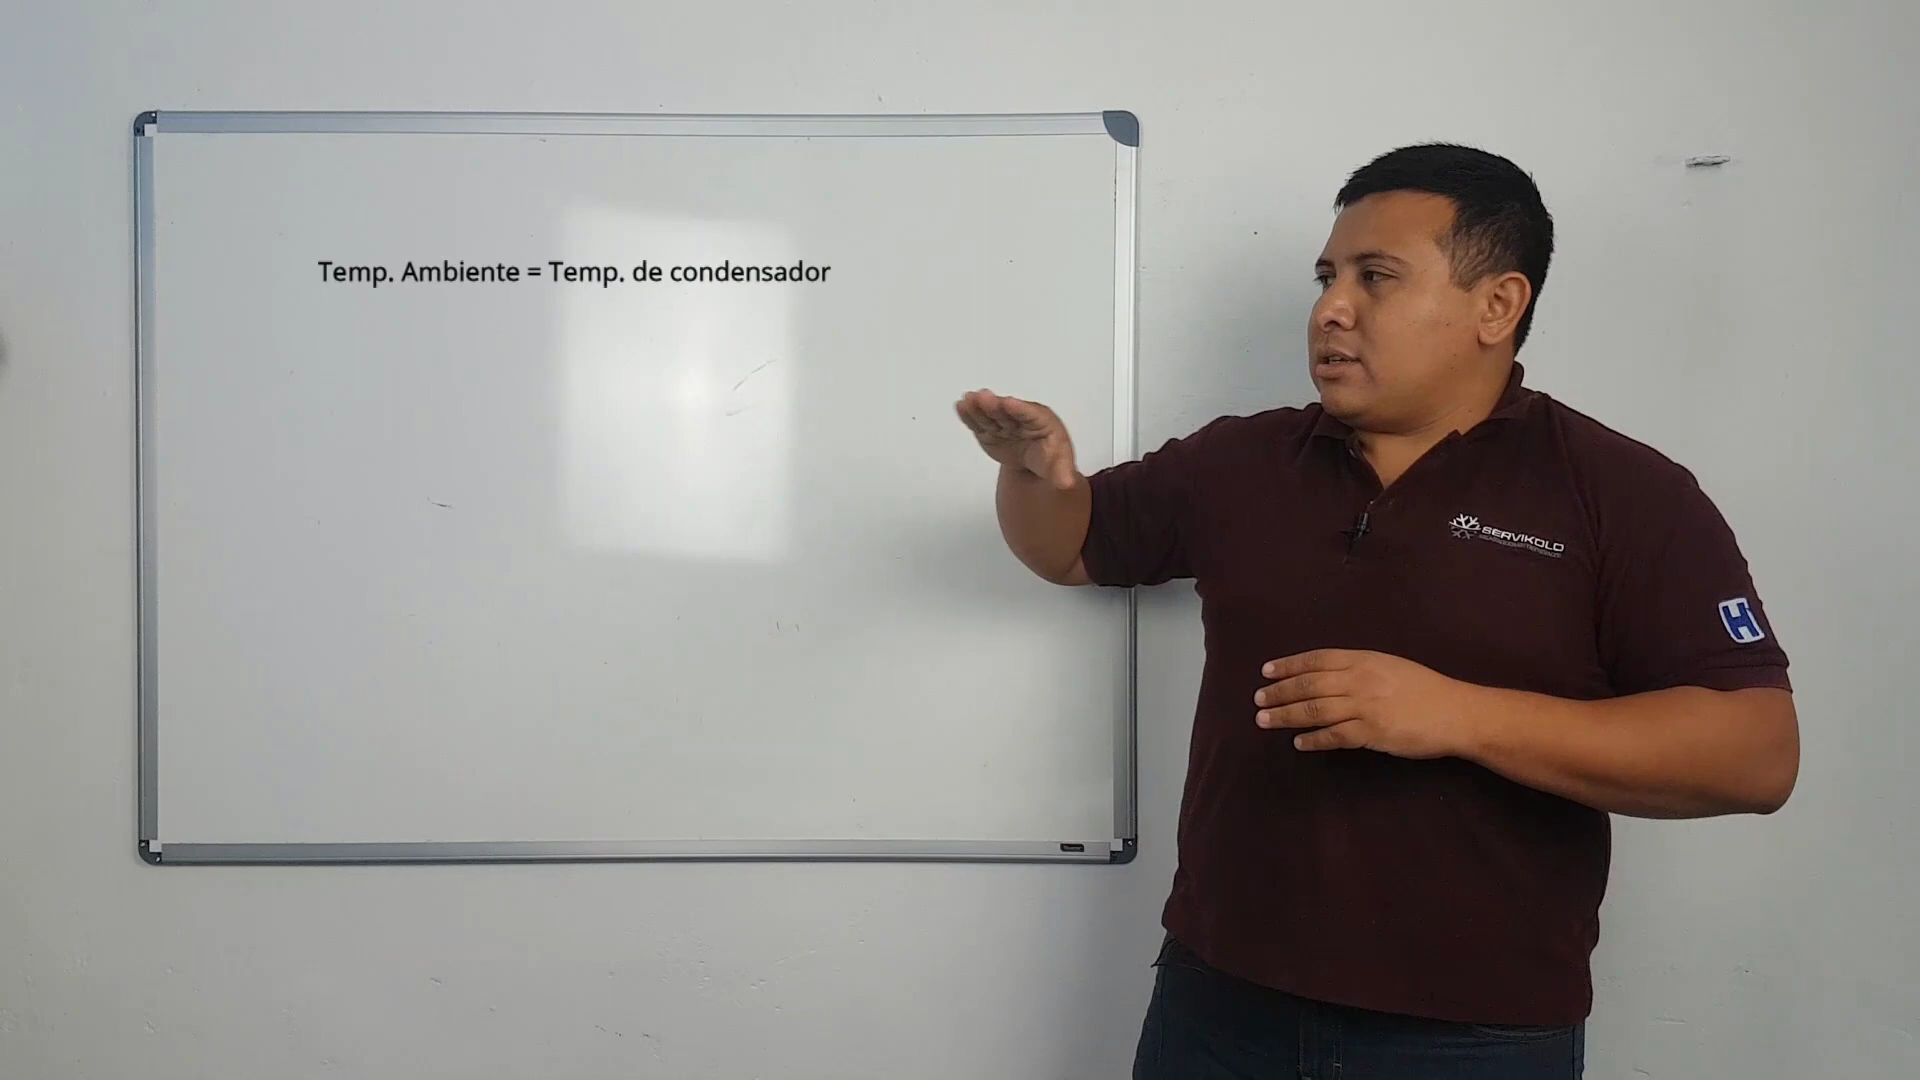 Temp. Ambiente = Temp. de condensador
SERVIKOLD
H